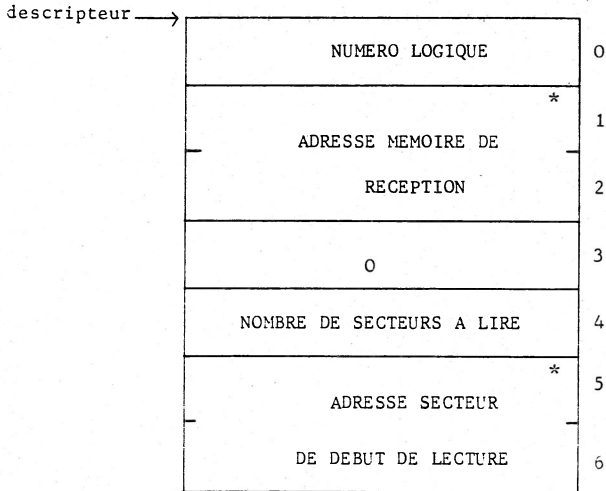 descripteur
NUMERO LOGIQUE 0
*
1
ADRESSE MEMOIRE DE
RECEPTION 2
0 3
NOMBRE DE SECTEURS A LIRE 4
*
5
ADRESSE SECTEUR
DE DEBUT DE LECTURE 6